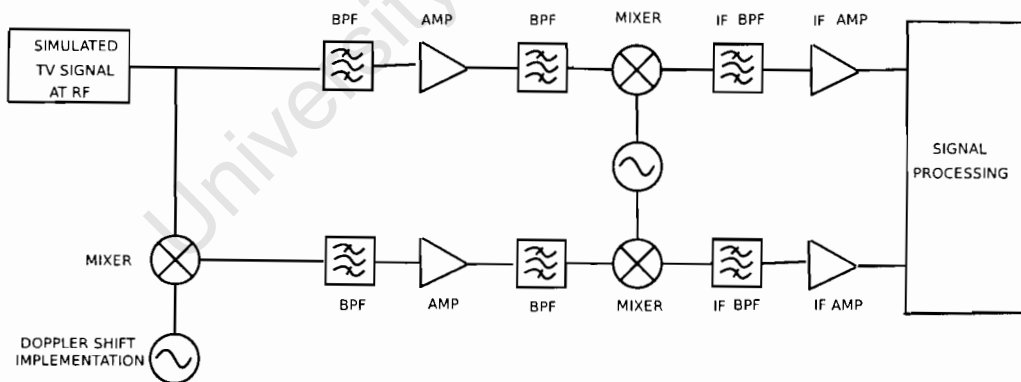 BPF
AMP
BPF
MIXER
IF BPF
IF AMP
SIMULATED
TV SIGNAL
AT RF
SIGNAL
PROCESSING
MIXER
BPF
AMP
BPF
MIXER
IF BPF
IF AMP
DOPPLER SHIFT
IMPLEMENTATION
University